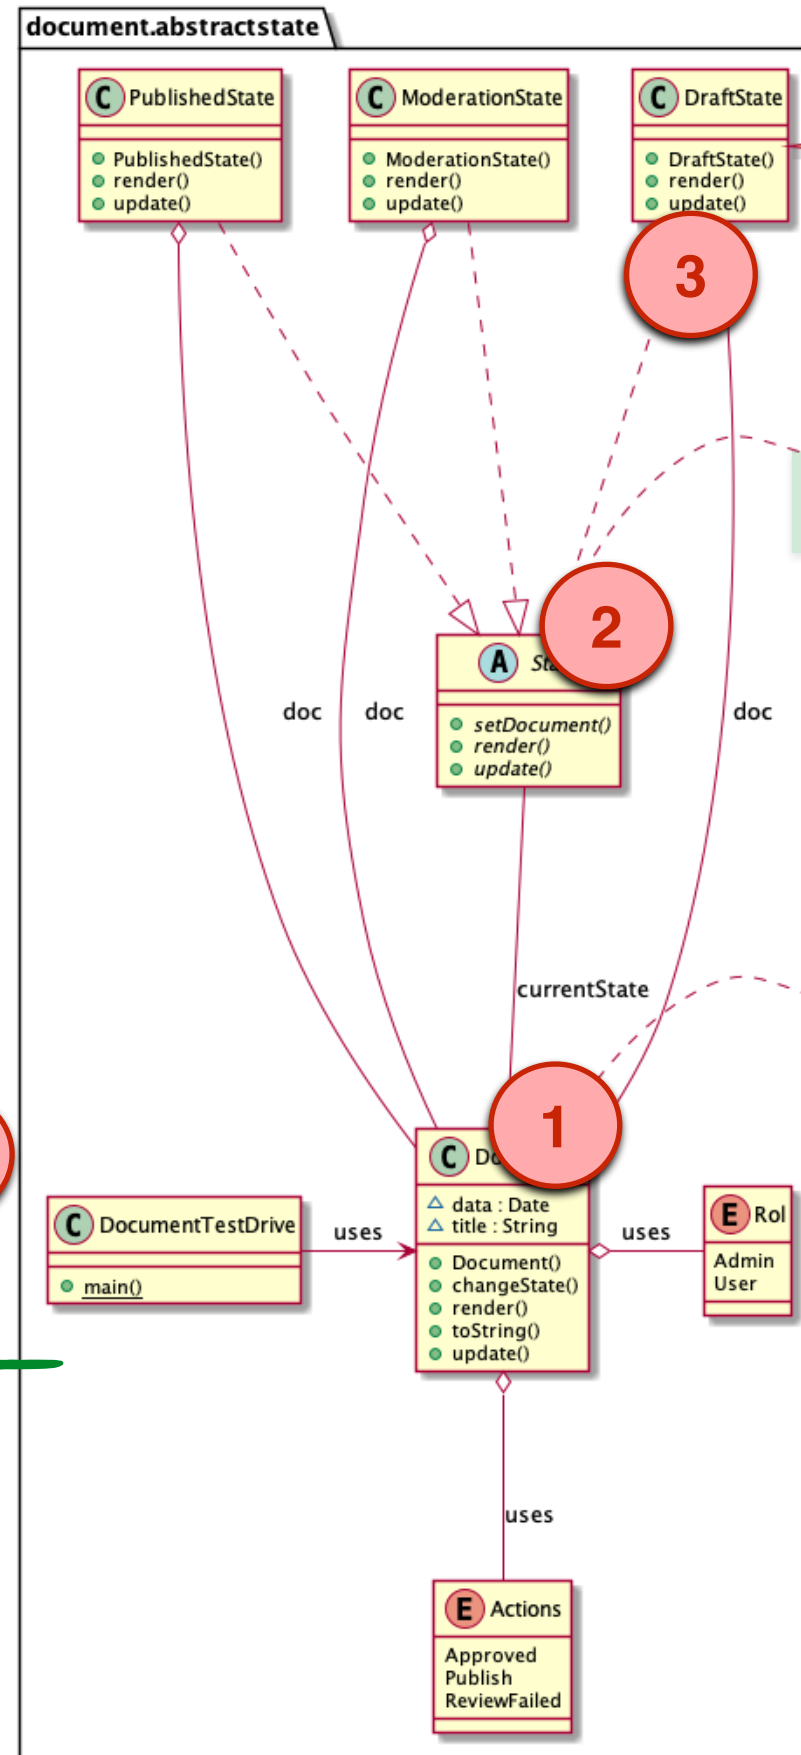 document.abstractstate
C PublishedState
PublishedState()
render()
update()
C ModerationState
ModerationState()
render()
update()
C DraftState
DraftState()
render()
update()
3
2
A
setDocument()
render()
update()
doc
doc
doc
currentState
1
C
data : Date
title : String
Document()
changeState()
render()
toString()
update()
C DocumentTestDrive
main()
uses
uses
E Rol
Admin
User
uses
E Actions
Approved
Publish
ReviewFailed